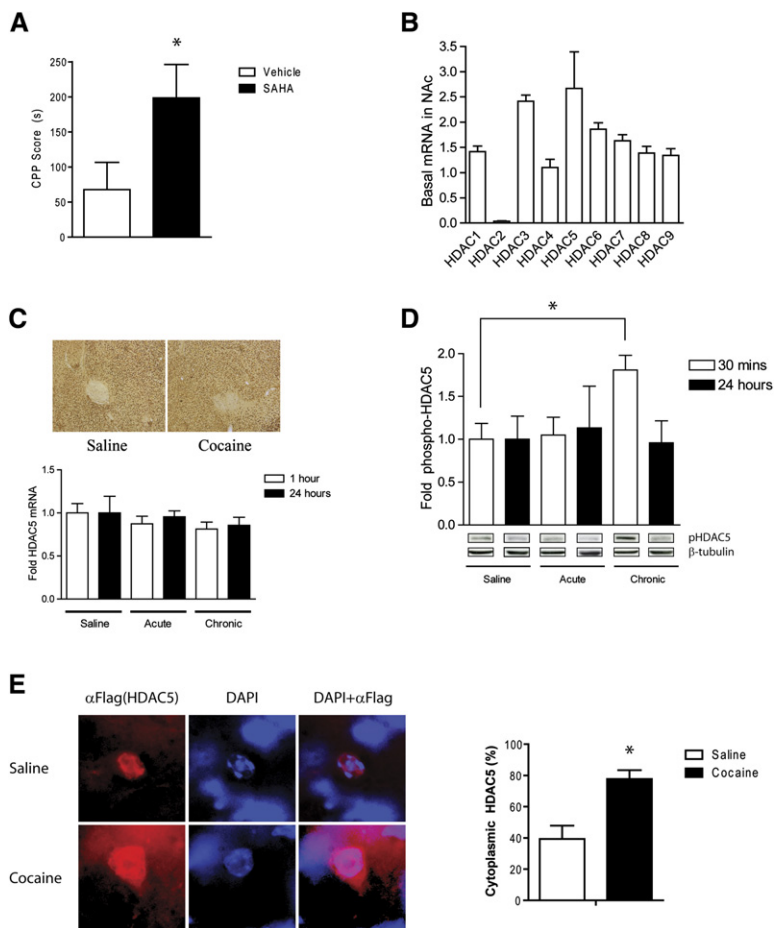 A
*
Vehicle
SAHA
CPP Score (s)
250
200
150
100
50
0
B
Basal mRNA in NAc
3.5
3.0
2.5
2.0
1.5
1.0
0.5
0.0
HDAC1
HDAC2
HDAC3
HDAC4
HDAC5
HDAC6
HDAC7
HDAC8
HDAC9
C
Saline
Cocaine
1 hour
24 hours
Fold HDAC5 mRNA
1.5
1.0
0.5
0.0
Saline
Acute
Chronic
D
*
30 mins
24 hours
Fold phospho-HDAC5
2.0
1.5
1.0
0.5
0.0
pHDAC5
β-tubulin
Saline
Acute
Chronic
E
αFlag(HDAC5)
DAPI
DAPI+αFlag
Saline
Cocaine
*
Saline
Cocaine
Cytoplasmic HDAC5 (%)
100
80
60
40
20
0